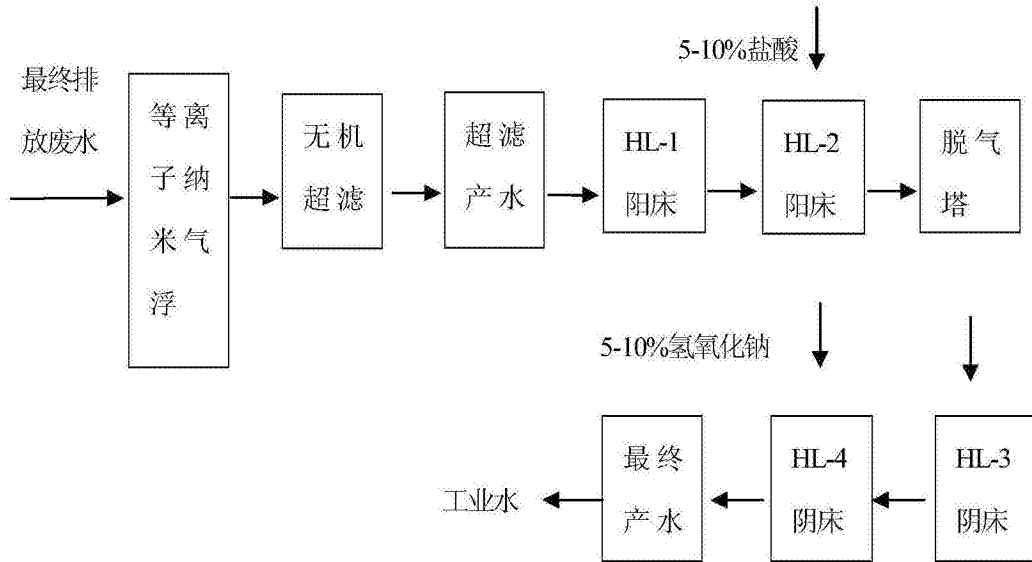 5-10%盐酸
最终排
放废水
等离
子纳
米气
浮
无机
超滤
超滤
产水
HL-1
阳床
HL-2
阳床
脱气
塔
5-10%氢氧化钠
工业水
最终
产水
HL-4
阴床
HL-3
阴床